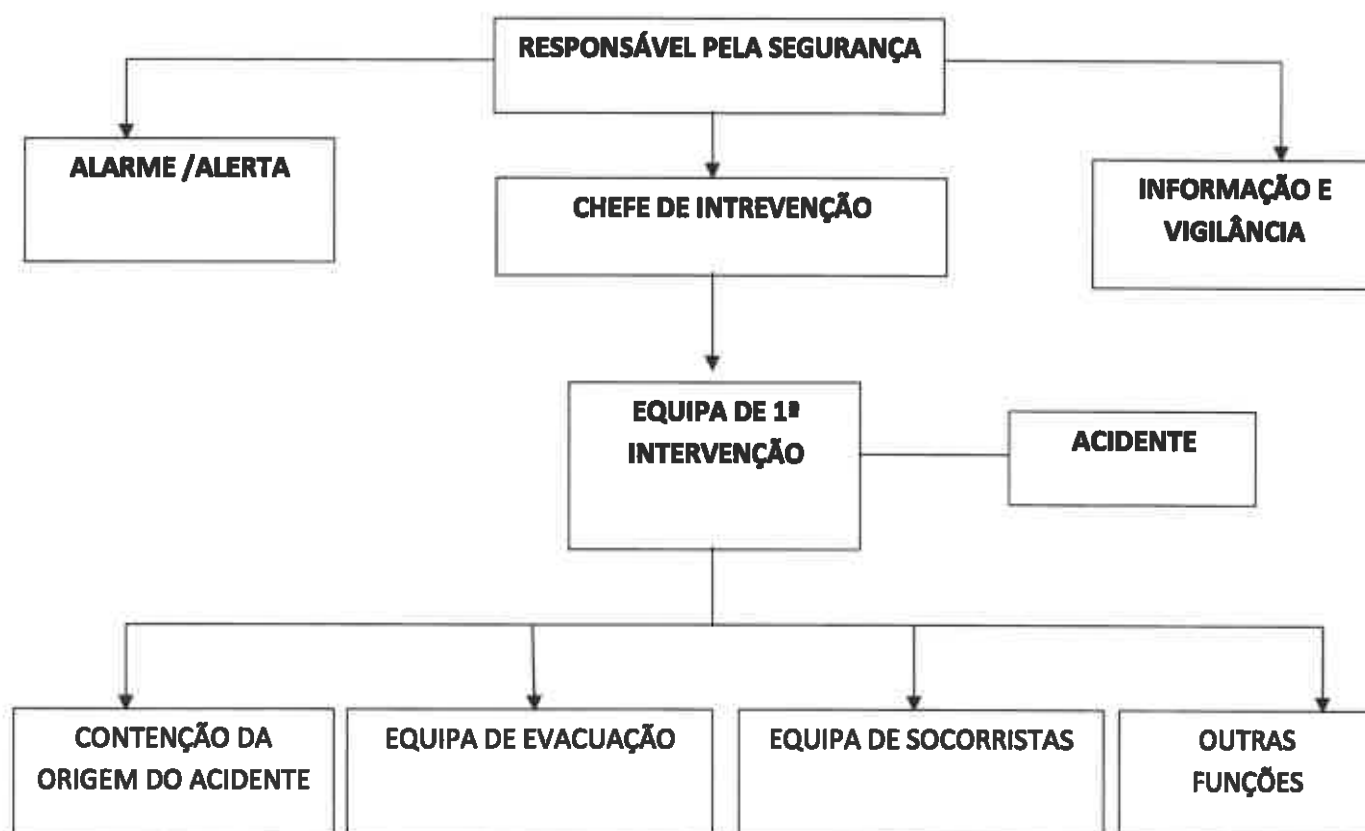 RESPONSÁVEL PELA SEGURANÇA
ALARME /ALERTA
CHEFE DE INTREVENÇÃO
INFORMAÇÃO E
VIGILÂNCIA
EQUIPA DE 1ª
INTERVENÇÃO
ACIDENTE
CONTENÇÃO DA
ORIGEM DO ACIDENTE
EQUIPA DE EVACUAÇÃO
EQUIPA DE SOCORRISTAS
OUTRAS
FUNÇÕES